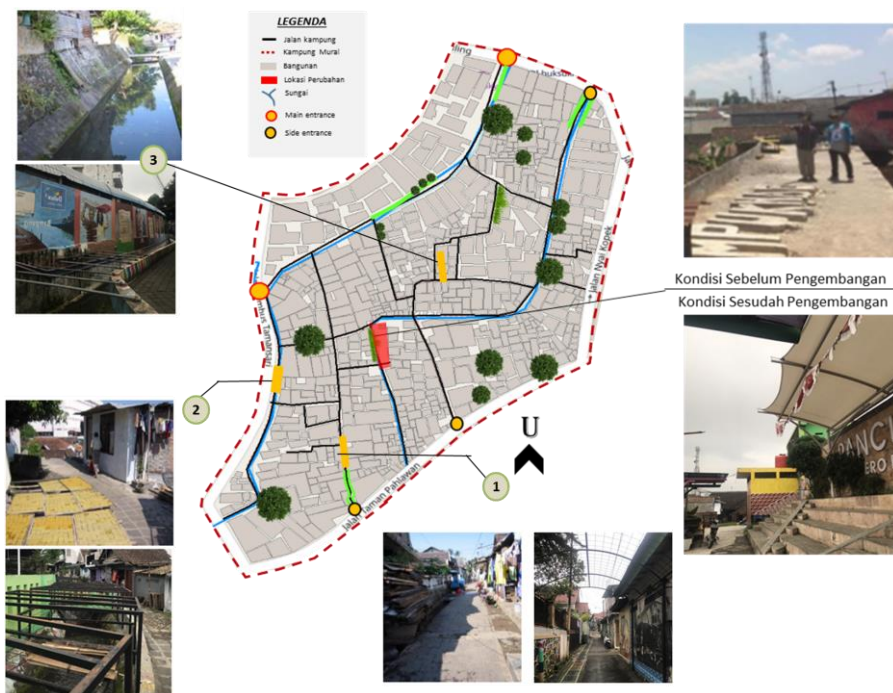 LEGENDA
Jalan kampung
Kampung Mural
Bangunan
Lokasi Perubahan
Sungai
Main entrance
Side entrance
3
Jalan Nyai Kopek
Kondisi Sebelum Pengembangan
Kondisi Sesudah Pengembangan
Tamansari
2
U
1
Jalan Taman Pahlawan